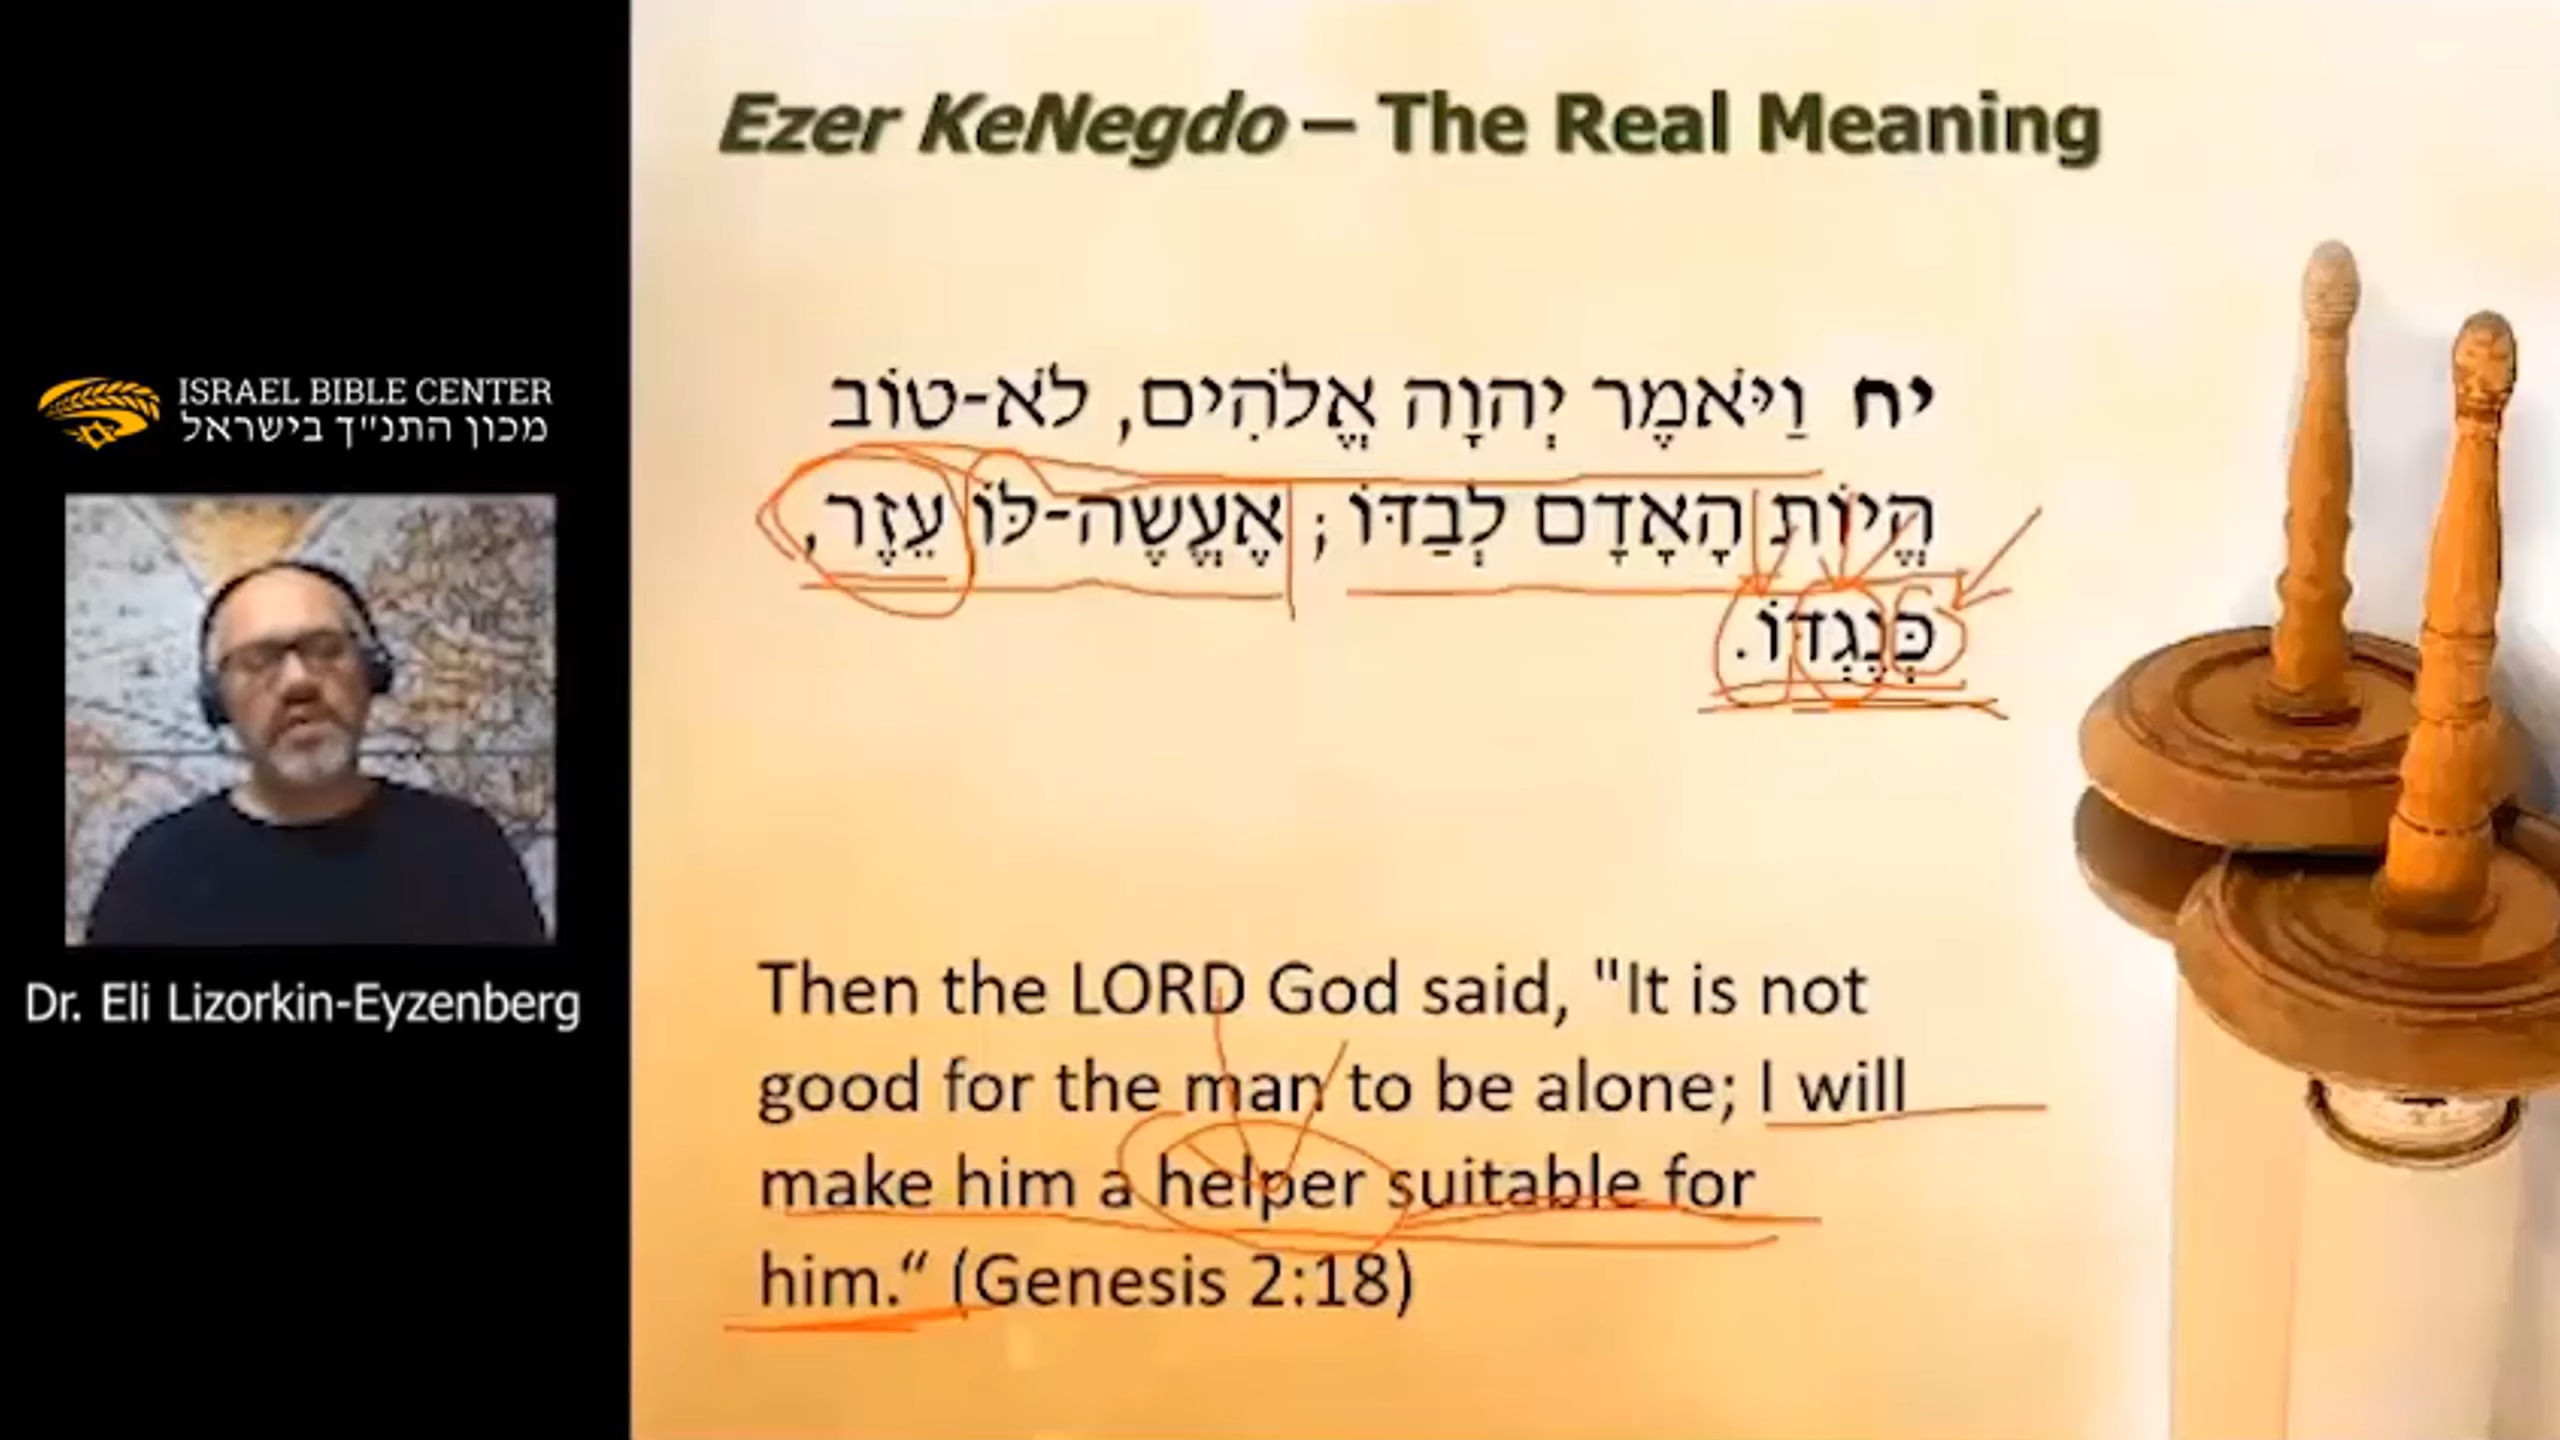 ISRAEL BIBLE CENTER
מכון התנ"ך בישראל
Dr. Eli Lizorkin-Eyzenberg
Ezer KeNegdo – The Real Meaning
יח וַיֹּאמֶר יְהוָה אֱלֹהִים, לֹא-טוֹב
הֱיוֹת הָאָדָם לְבַדּוֹ; אֶעֱשֶׂה-לּוֹ עֵזֶר,
כְּנֶגְדּוֹ.
Then the LORD God said, "It is not
good for the man to be alone; I will
make him a helper suitable for
him.“ (Genesis 2:18)